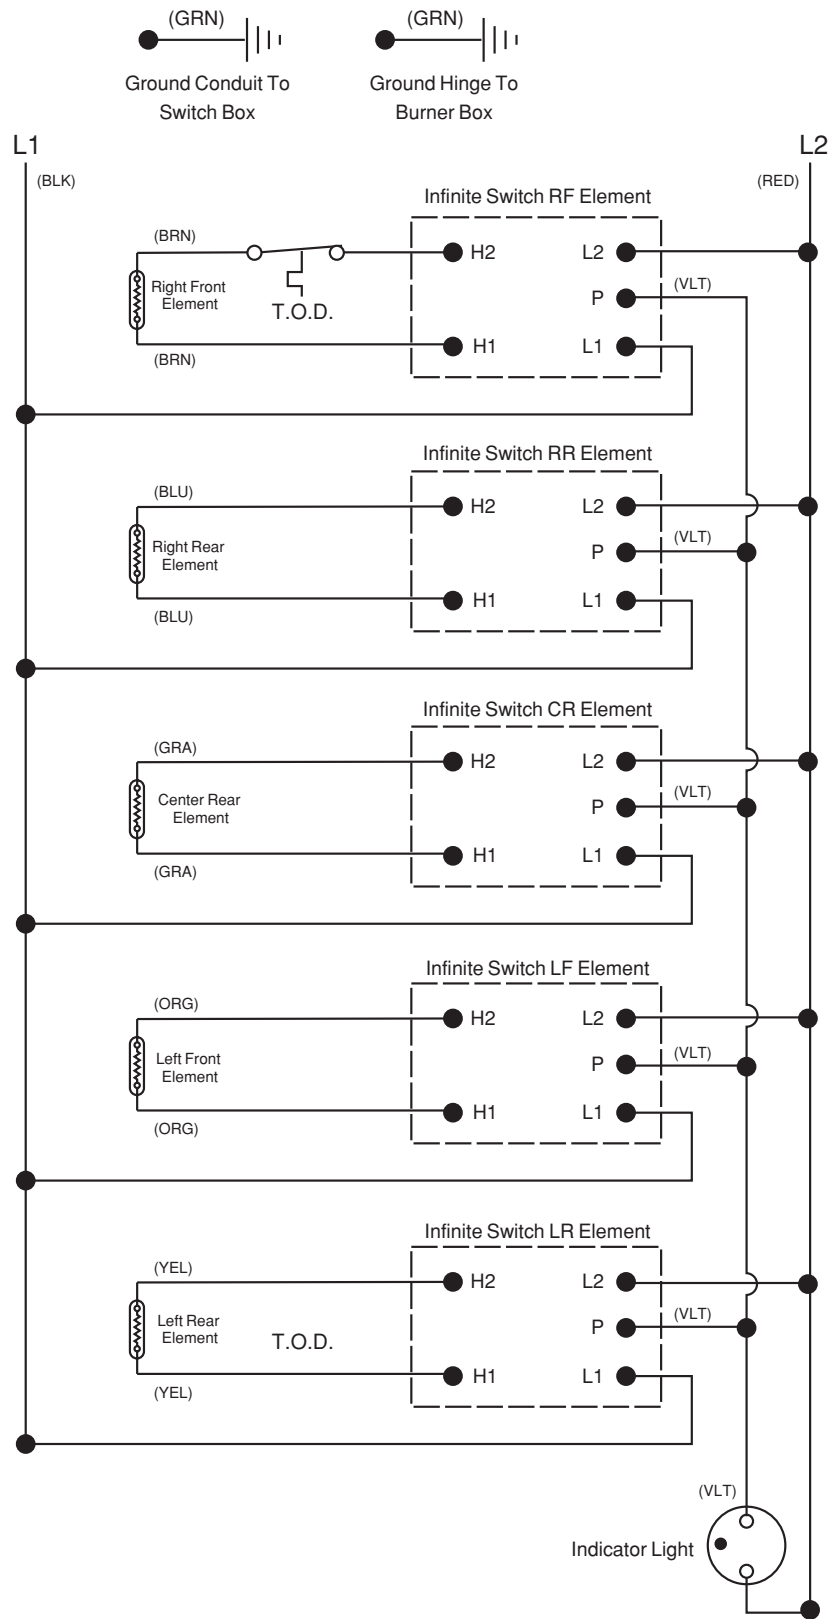 (GRN) (GRN)
Ground Conduit To Ground Hinge To
Switch Box Burner Box
L1 L2
(BLK) (RED)
Infinite Switch RF Element
(BRN)
H2 L2
Right Front
Element
(VLT)
P
T.O.D.
H1 L1
(BRN)
Infinite Switch RR Element
(BLU)
H2 L2
Right Rear
Element
(VLT)
P
H1 L1
(BLU)
Infinite Switch CR Element
(GRA)
H2 L2
Center Rear
Element
(VLT)
P
H1 L1
(GRA)
Infinite Switch LF Element
(ORG)
H2 L2
Left Front
Element
(VLT)
P
H1 L1
(ORG)
Infinite Switch LR Element
(YEL)
H2 L2
Left Rear
Element
(VLT)
P
T.O.D.
H1 L1
(YEL)
(VLT)
Indicator Light